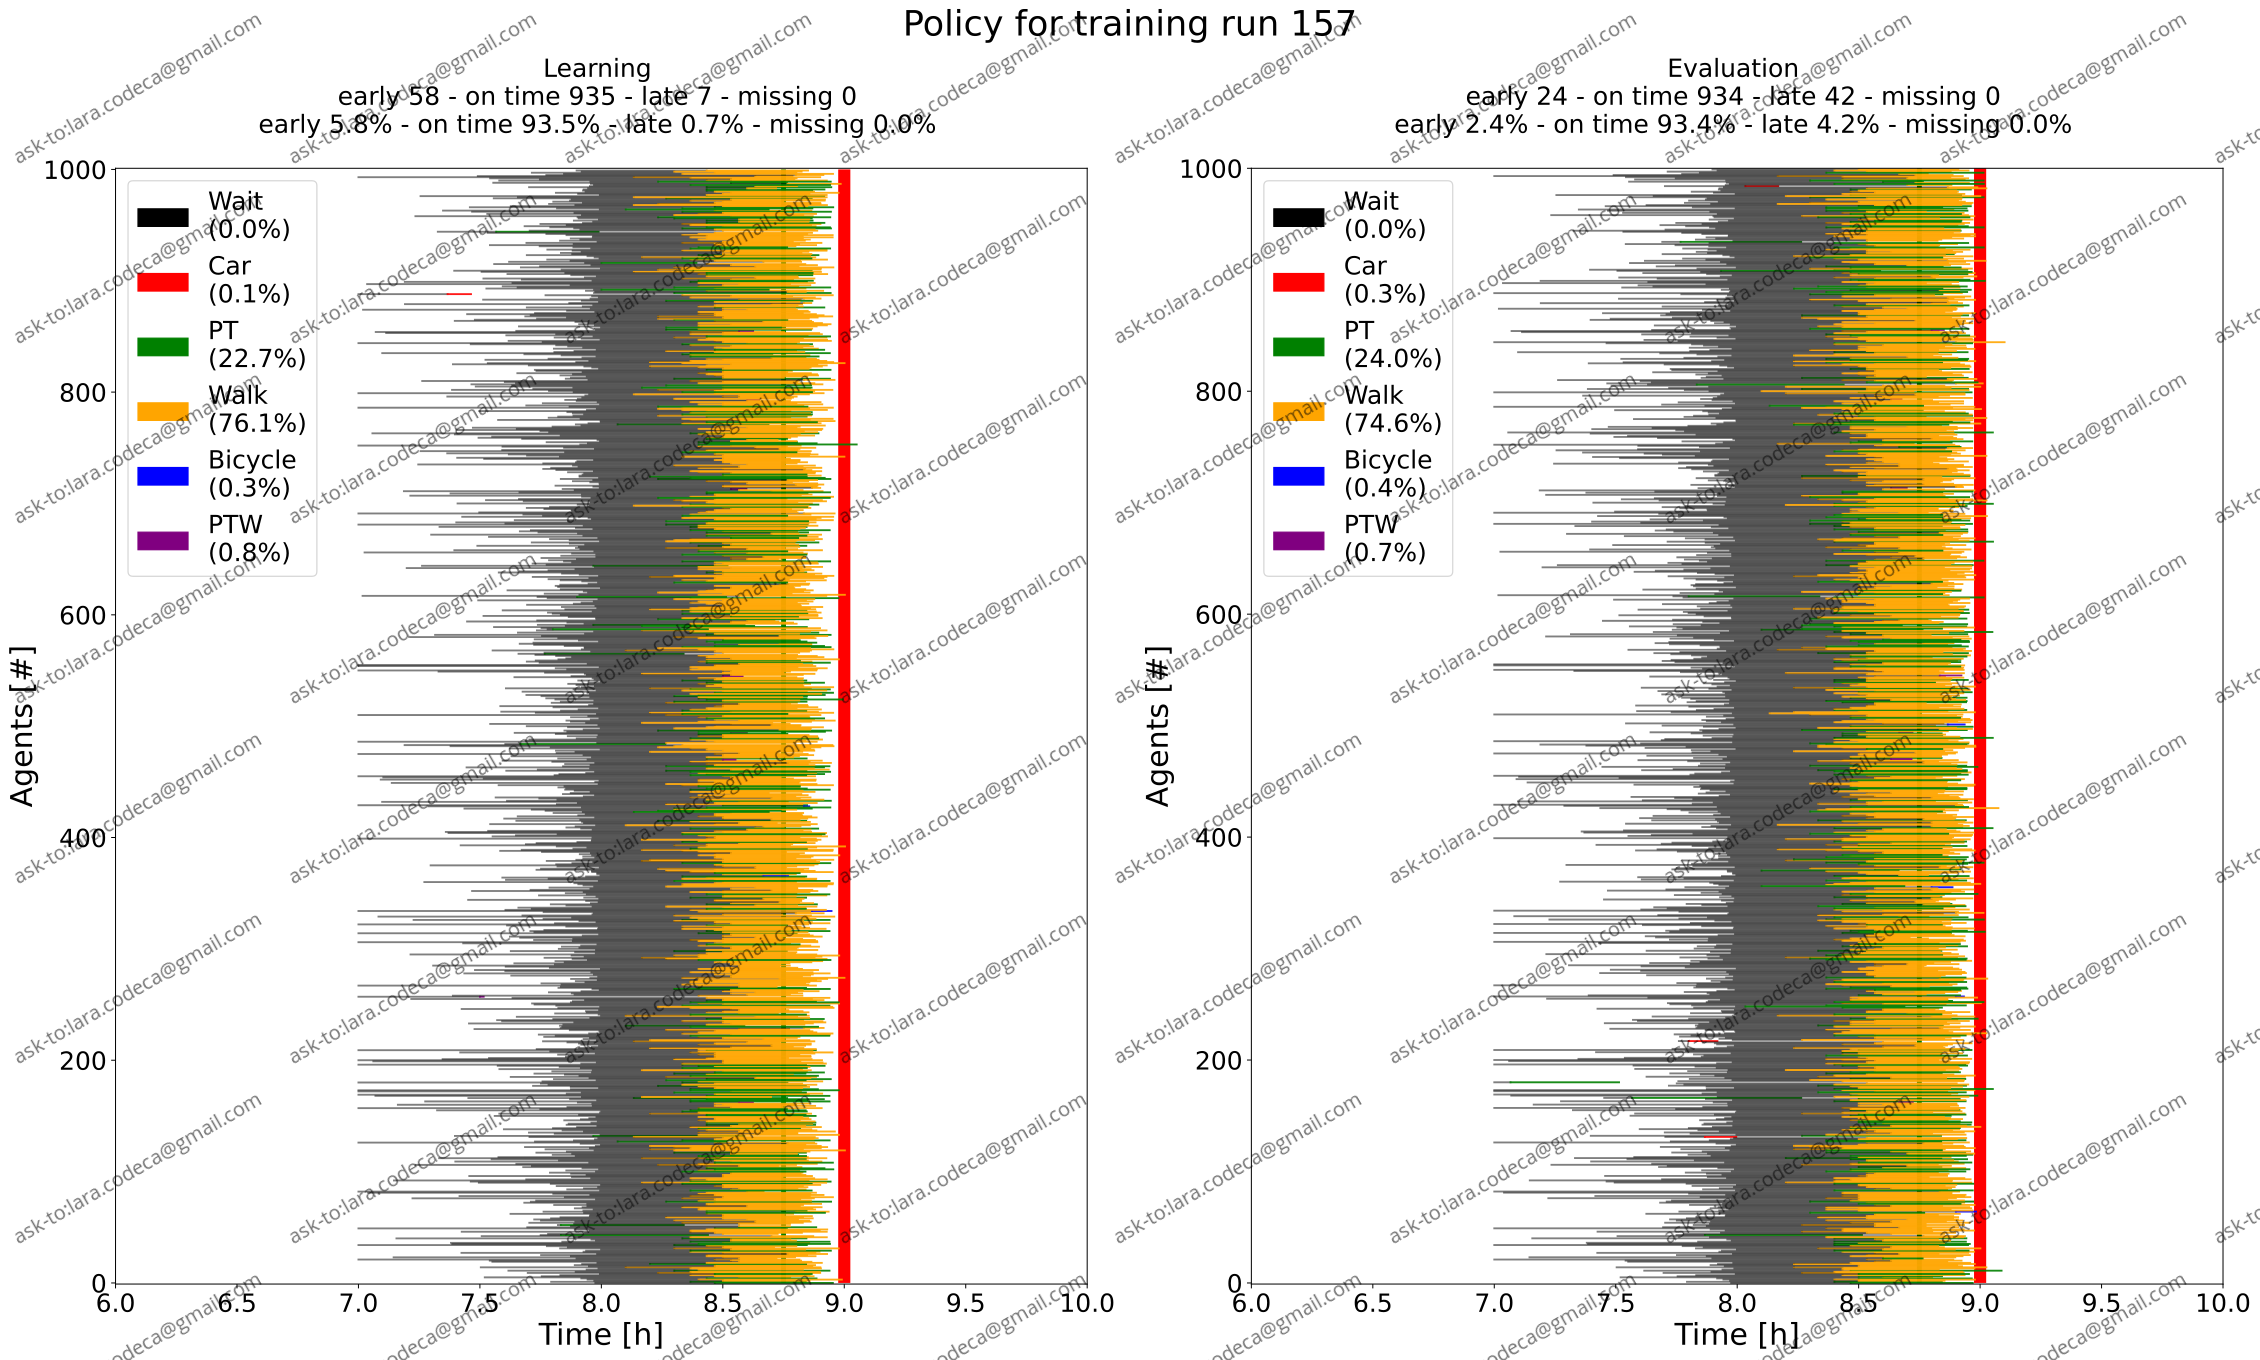 Policy for training run 157
Learning
early 58 - on time 935 - late 7 - missing 0
early 5.8% - on time 93.5% - late 0.7% - missing 0.0%
Agents [#]
1000
800
600
400
200
0
Wait
(0.0%)
Car
(0.1%)
PT
(22.7%)
Walk
(76.1%)
Bicycle
(0.3%)
PTW
(0.8%)
6.0 6.5 7.0 7.5 8.0 8.5 9.0 9.5 10.0
Time [h]
Evaluation
early 24 - on time 934 - late 42 - missing 0
early 2.4% - on time 93.4% - late 4.2% - missing 0.0%
Agents [#]
1000
800
600
400
200
0
Wait
(0.0%)
Car
(0.3%)
PT
(24.0%)
Walk
(74.6%)
Bicycle
(0.4%)
PTW
(0.7%)
6.0 6.5 7.0 7.5 8.0 8.5 9.0 9.5 10.0
Time [h]
ask-to:lara.codeca@gmail.com